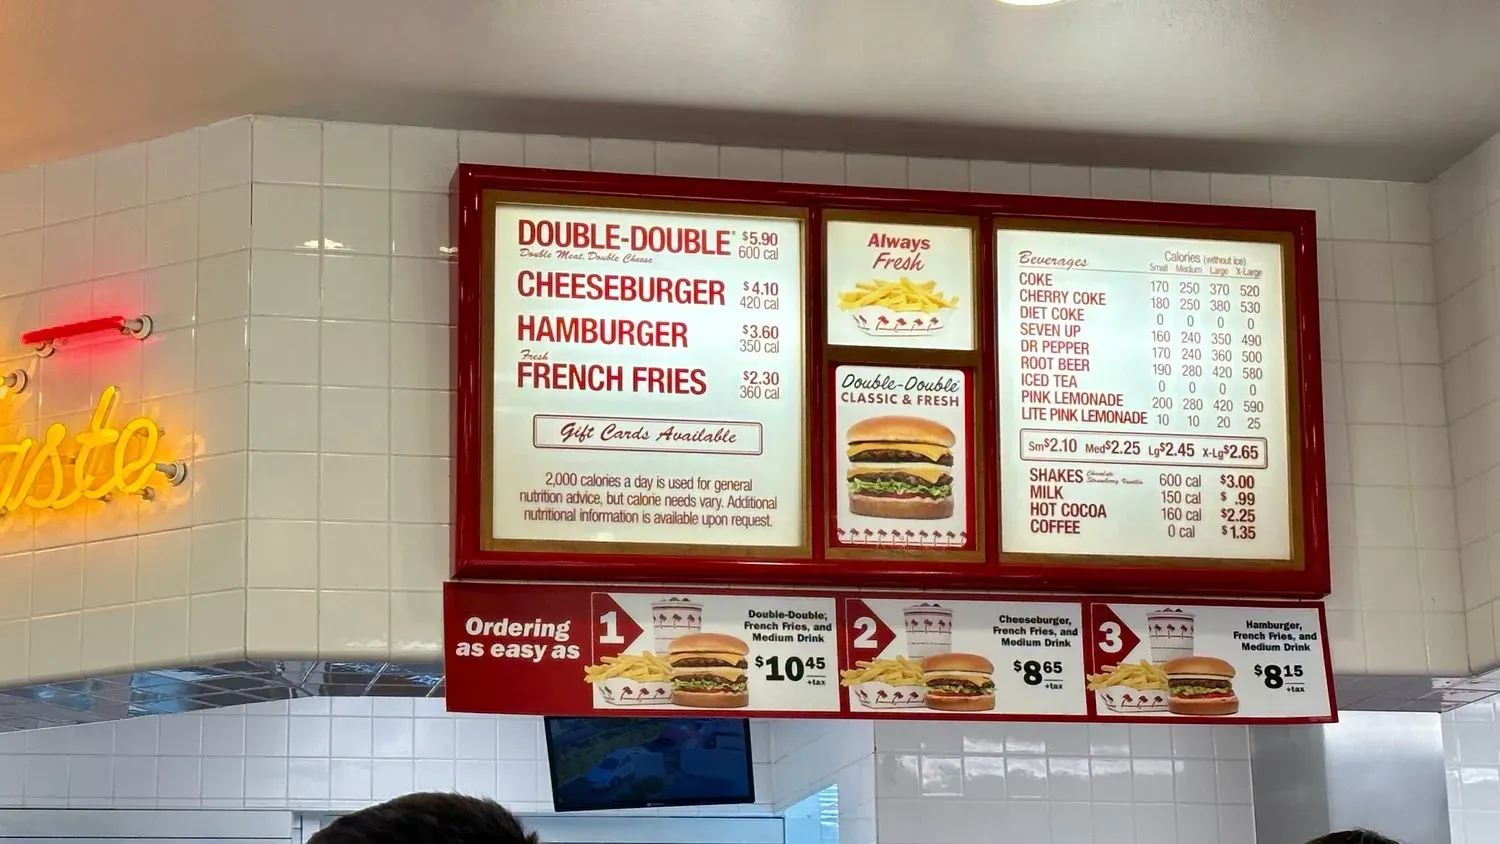 aste
DOUBLE-DOUBLE® $5.90
Double Meat, Double Cheese 600 cal
CHEESEBURGER $4.10
420 cal
HAMBURGER $3.60
350 cal
Fresh
FRENCH FRIES $2.30
360 cal
Gift Cards Available
2,000 calories a day is used for general
nutrition advice, but calorie needs vary. Additional
nutritional information is available upon request.
Always
Fresh
Double-Double®
CLASSIC & FRESH
Beverages Calories (without ice)
Small Medium Large X-Large
COKE 170 250 370 520
CHERRY COKE 180 250 380 530
DIET COKE 0 0 0 0
SEVEN UP 160 240 350 490
DR PEPPER 170 240 360 500
ROOT BEER 190 280 420 580
ICED TEA 0 0 0 0
PINK LEMONADE 200 280 420 590
LITE PINK LEMONADE 10 10 20 25
Sm$2.10 Med$2.25 Lg$2.45 X-Lg$2.65
SHAKES Chocolate Strawberry Vanilla 600 cal $3.00
MILK 150 cal $ .99
HOT COCOA 160 cal $2.25
COFFEE 0 cal $1.35
Ordering
as easy as
1
Double-Double®,
French Fries, and
Medium Drink
$10.45
+tax
2
Cheeseburger,
French Fries, and
Medium Drink
$8.65
+tax
3
Hamburger,
French Fries, and
Medium Drink
$8.15
+tax